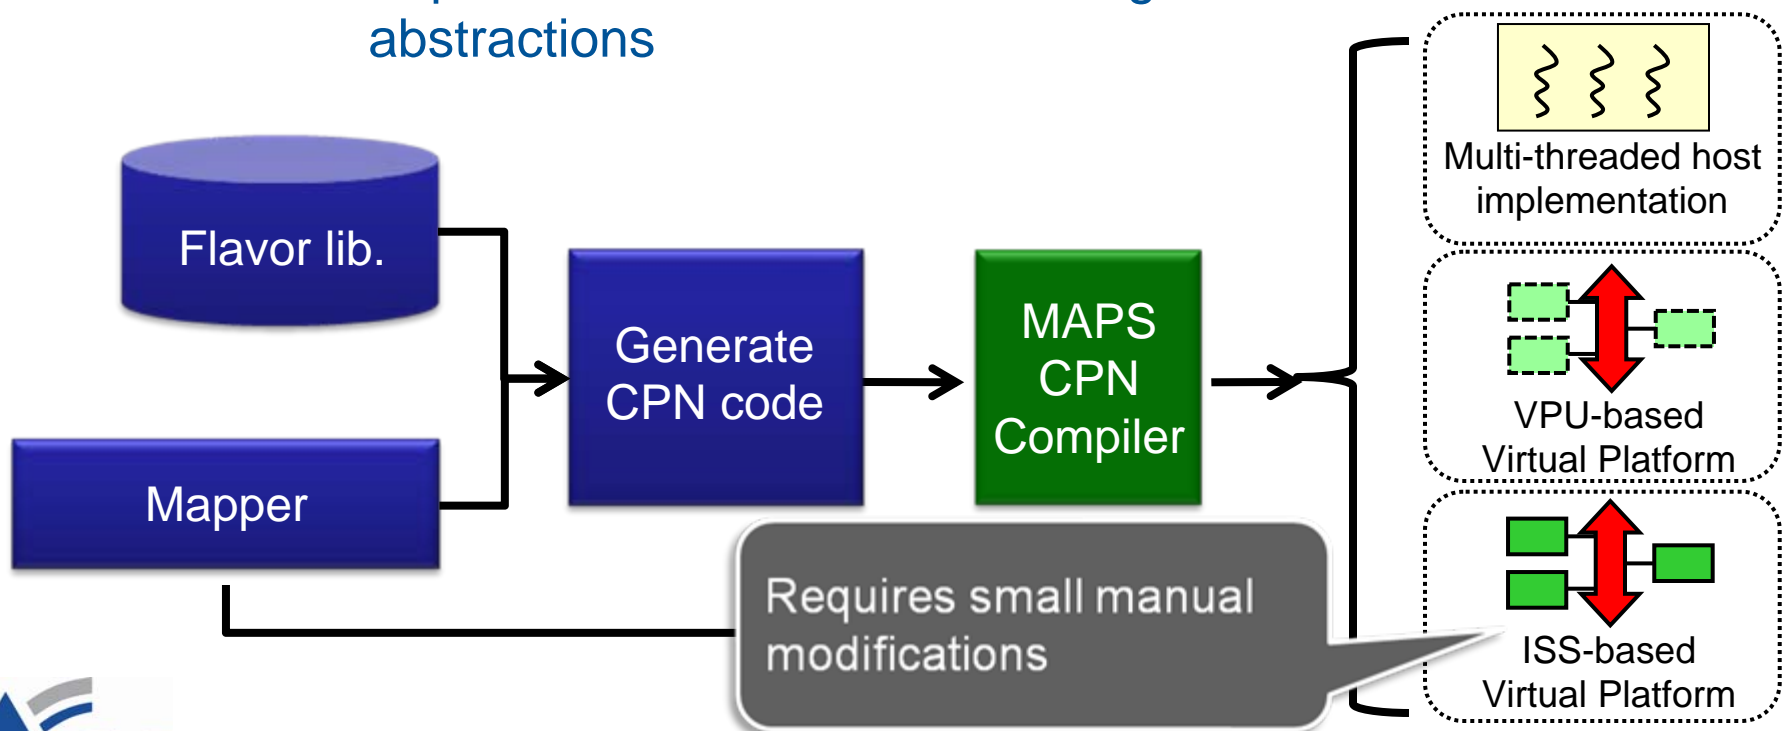 abstractions
Flavor lib.
Mapper
Generate
CPN code
MAPS
CPN
Compiler
Multi-threaded host
implementation
VPU-based
Virtual Platform
ISS-based
Virtual Platform
Requires small manual
modifications